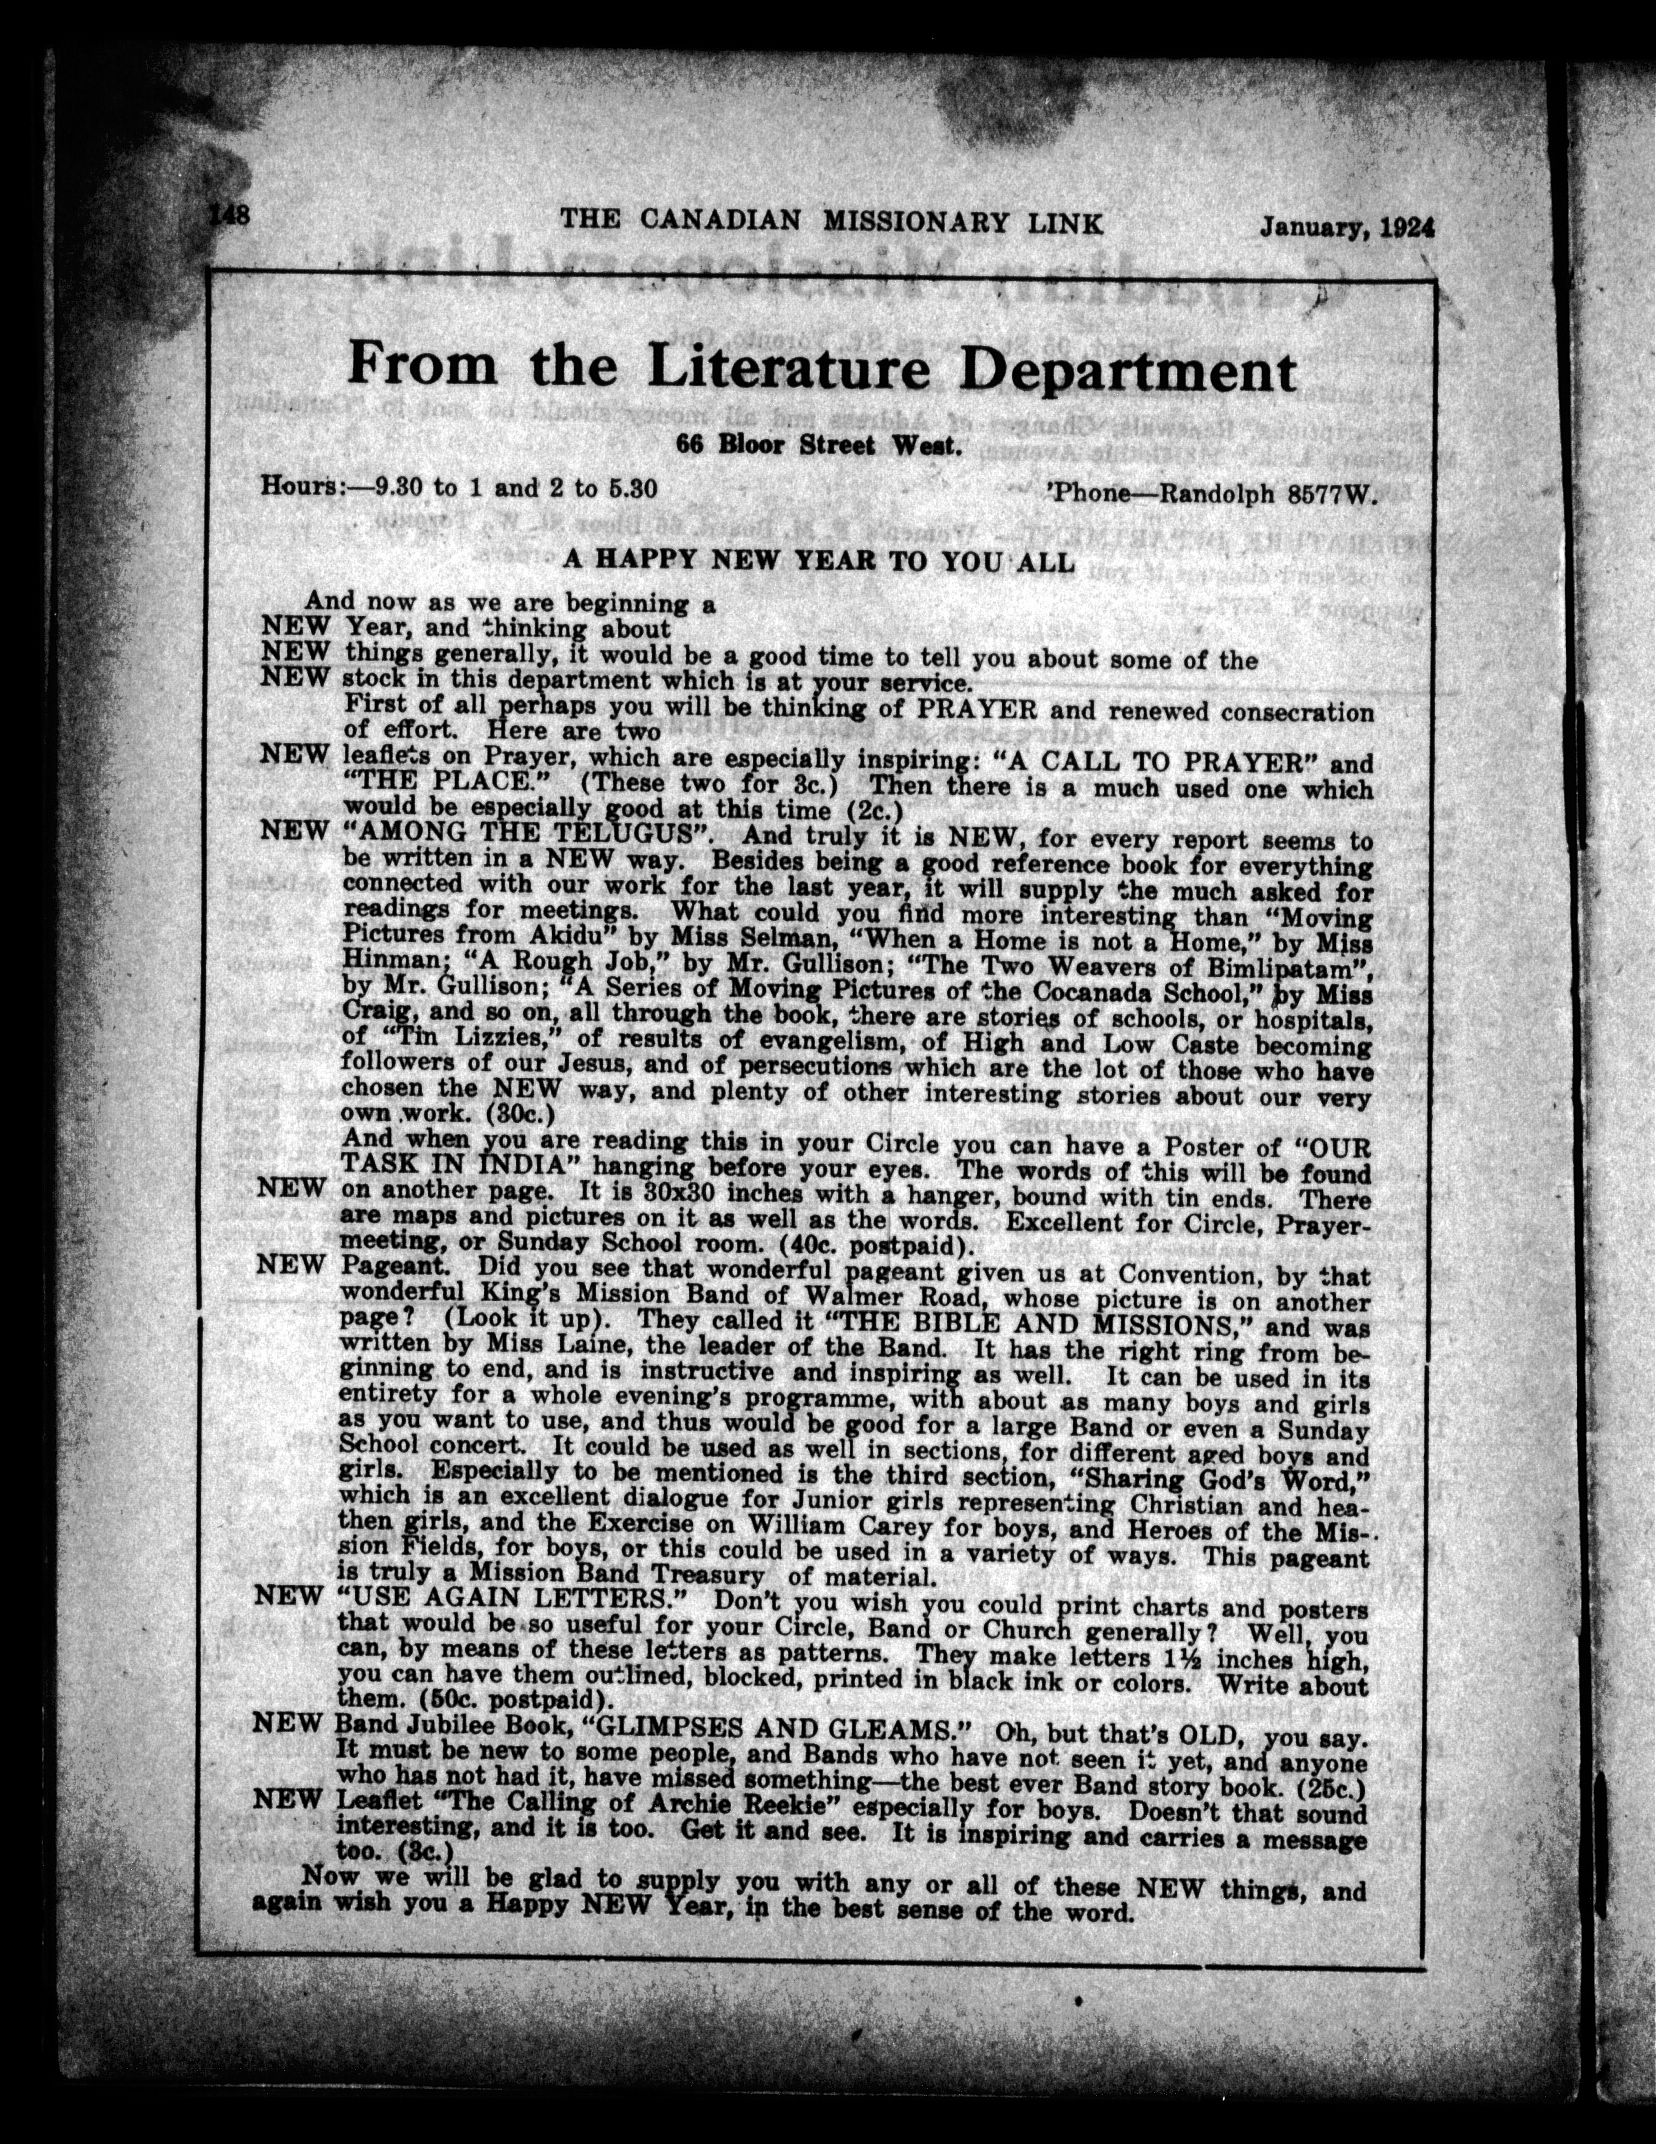 148 THE CANADIAN MISSIONARY LINK January, 1924
From the Literature Department
66 Bloor Street West.
Hours:—9.30 to 1 and 2 to 5.30 'Phone—Randolph 8577W.
A HAPPY NEW YEAR TO YOU ALL
And now as we are beginning a
NEW Year, and thinking about
NEW things generally, it would be a good time to tell you about some of the
NEW stock in this department which is at your service.
First of all perhaps you will be thinking of PRAYER and renewed consecration
of effort. Here are two
NEW leaflets on Prayer, which are especially inspiring: “A CALL TO PRAYER” and
“THE PLACE.” (These two for 3c.) Then there is a much used one which
would be especially good at this time (2c.)
NEW “AMONG THE TELUGUS”. And truly it is NEW, for every report seems to
be written in a NEW way. Besides being a good reference book for everything
connected with our work for the last year, it will supply the much asked for
readings for meetings. What could you find more interesting than “Moving
Pictures from Akidu” by Miss Selman, “When a Home is not a Home,” by Miss
Hinman; “A Rough Job,” by Mr. Gullison; “The Two Weavers of Bimlipatam”,
by Mr. Gullison; “A Series of Moving Pictures of the Cocanada School,” by Miss
Craig, and so on, all through the book, there are stories of schools, or hospitals,
of “Tin Lizzies,” of results of evangelism, of High and Low Caste becoming
followers of our Jesus, and of persecutions which are the lot of those who have
chosen the NEW way, and plenty of other interesting stories about our very
own work. (30c.)
And when you are reading this in your Circle you can have a Poster of “OUR
TASK IN INDIA” hanging before your eyes. The words of this will be found
NEW on another page. It is 30x30 inches with a hanger, bound with tin ends. There
are maps and pictures on it as well as the words. Excellent for Circle, Prayer-
meeting, or Sunday School room. (40c. postpaid).
NEW Pageant. Did you see that wonderful pageant given us at Convention, by that
wonderful King's Mission Band of Walmer Road, whose picture is on another
page? (Look it up). They called it “THE BIBLE AND MISSIONS,” and was
written by Miss Laine, the leader of the Band. It has the right ring from be-
ginning to end, and is instructive and inspiring as well. It can be used in its
entirety for a whole evening's programme, with about as many boys and girls
as you want to use, and thus would be good for a large Band or even a Sunday
School concert. It could be used as well in sections, for different aged boys and
girls. Especially to be mentioned is the third section, “Sharing God's Word,”
which is an excellent dialogue for Junior girls representing Christian and hea-
then girls, and the Exercise on William Carey for boys, and Heroes of the Mis-
sion Fields, for boys, or this could be used in a variety of ways. This pageant
is truly a Mission Band Treasury of material.
NEW “USE AGAIN LETTERS.” Don't you wish you could print charts and posters
that would be so useful for your Circle, Band or Church generally? Well, you
can, by means of these letters as patterns. They make letters 1½ inches high,
you can have them outlined, blocked, printed in black ink or colors. Write about
them. (50c. postpaid).
NEW Band Jubilee Book, “GLIMPSES AND GLEAMS.” Oh, but that's OLD, you say.
It must be new to some people, and Bands who have not seen it yet, and anyone
who has not had it, have missed something—the best ever Band story book. (25c.)
NEW Leaflet “The Calling of Archie Reekie” especially for boys. Doesn't that sound
interesting, and it is too. Get it and see. It is inspiring and carries a message
too. (3c.)
Now we will be glad to supply you with any or all of these NEW things, and
again wish you a Happy NEW Year, in the best sense of the word.